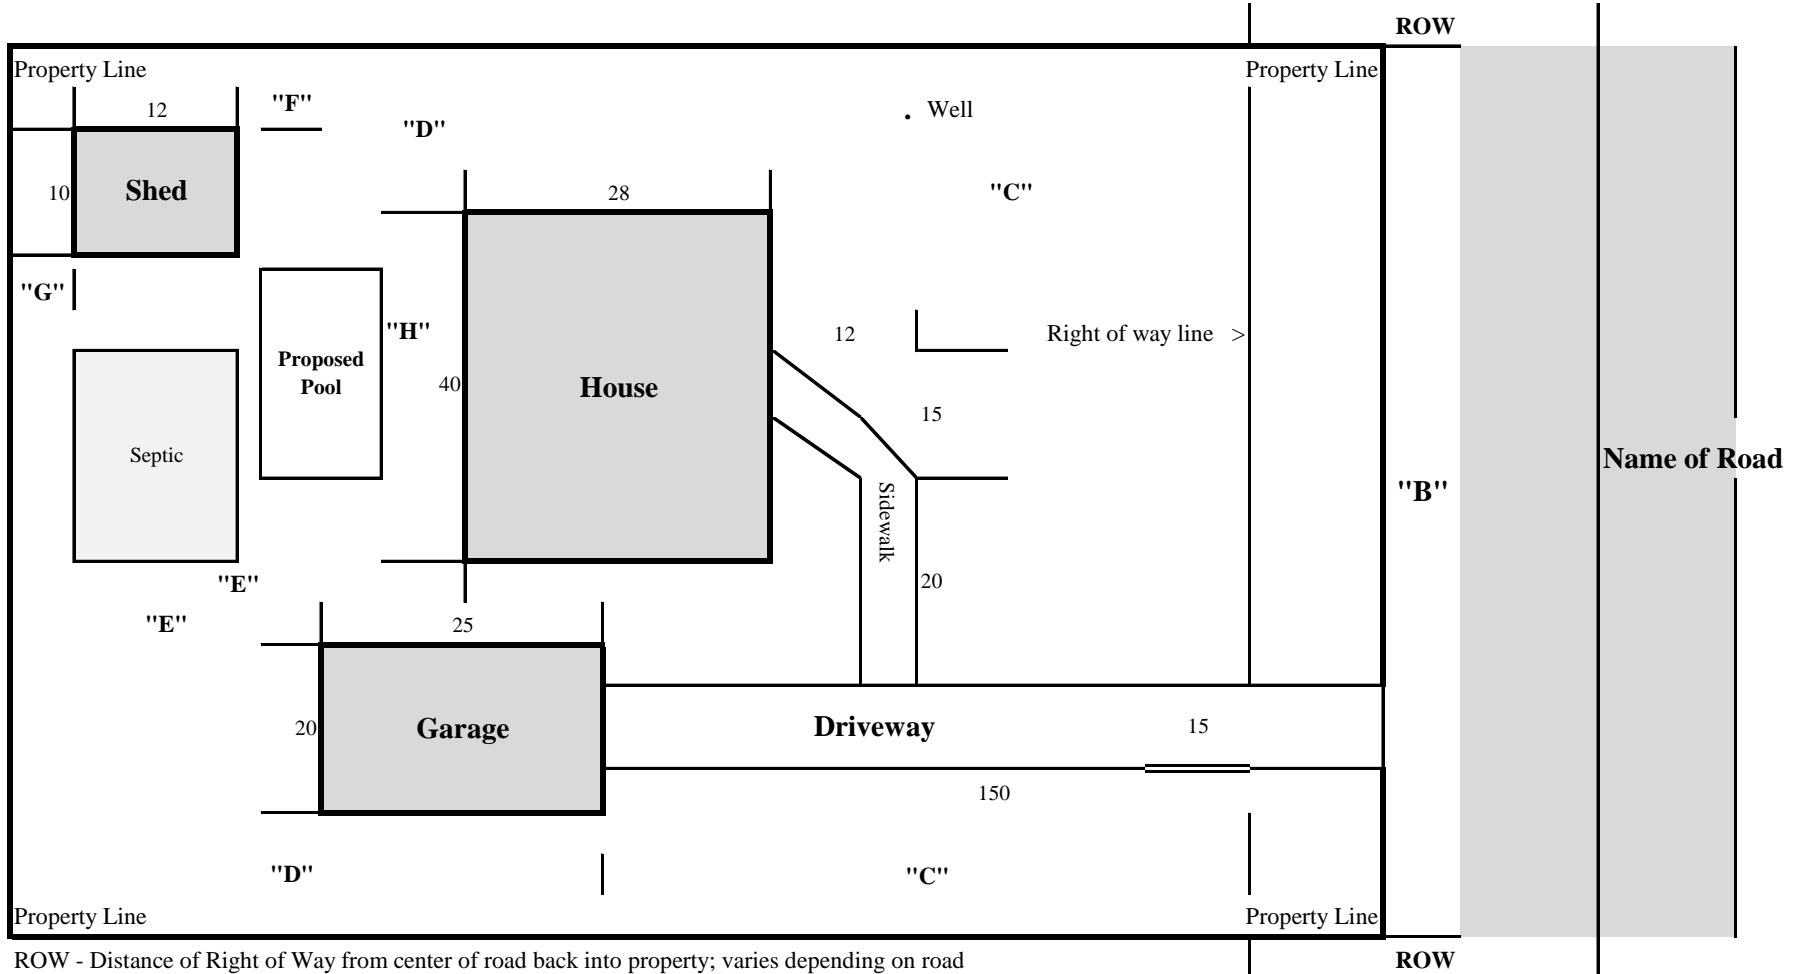 ROW
Property Line
Property Line
12
"F"
"D"
Well
10
Shed
28
"C"
"G"
"H"
12
Right of way line >
Proposed
Pool
40
House
15
Septic
Name of Road
"B"
Sidewalk
"E"
20
"E"
25
20
Garage
Driveway
15
150
"D"
"C"
Property Line
Property Line
ROW - Distance of Right of Way from center of road back into property; varies depending on road
ROW